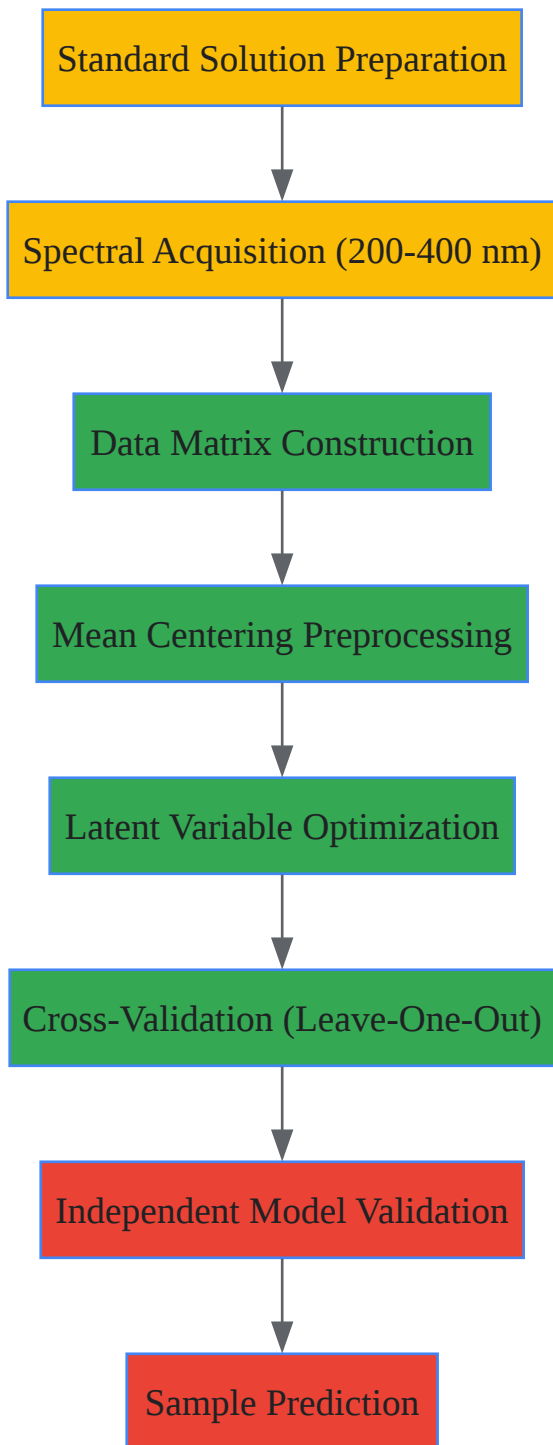 Standard Solution Preparation
Spectral Acquisition (200-400 nm)
Data Matrix Construction
Mean Centering Preprocessing
Latent Variable Optimization
Cross-Validation (Leave-One-Out)
Independent Model Validation
Sample Prediction